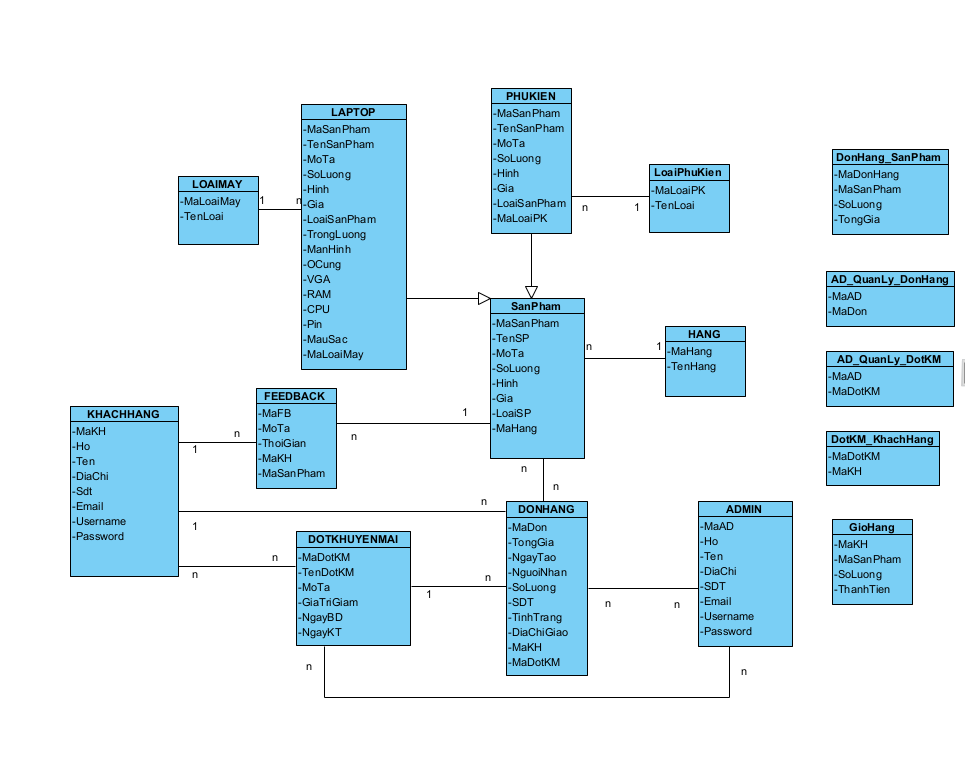 LAPTOP
-MaSanPham
-TenSanPham
-MoTa
-SoLuong
-Hinh
-Gia
-LoaiSanPham
-TrongLuong
-ManHinh
-OCung
-VGA
-RAM
-CPU
-Pin
-MauSac
-MaLoaiMay
PHUKIEN
-MaSanPham
-TenSanPham
-MoTa
-SoLuong
-Hinh
-Gia
-LoaiSanPham
-MaLoaiPK
LOAIMAY
-MaLoaiMay
-TenLoai
1
n
LoaiPhuKien
-MaLoaiPK
-TenLoai
n
1
DonHang_SanPham
-MaDonHang
-MaSanPham
-SoLuong
-TongGia
AD_QuanLy_DonHang
-MaAD
-MaDon
SanPham
-MaSanPham
-TenSP
-MoTa
-SoLuong
-Hinh
-Gia
-LoaiSP
-MaHang
n
1
HANG
-MaHang
-TenHang
AD_QuanLy_DotKM
-MaAD
-MaDotKM
FEEDBACK
-MaFB
-MoTa
-ThoiGian
-MaKH
-MaSanPham
1
n
KHACHHANG
-MaKH
-Ho
-Ten
-DiaChi
-Sdt
-Email
-Username
-Password
n
1
DotKM_KhachHang
-MaDotKM
-MaKH
n
n
n
1
DONHANG
-MaDon
-TongGia
-NgayTao
-NguoiNhan
-SoLuong
-SDT
-TinhTrang
-DiaChiGiao
-MaKH
-MaDotKM
ADMIN
-MaAD
-Ho
-Ten
-DiaChi
-SDT
-Email
-Username
-Password
GioHang
-MaKH
-MaSanPham
-SoLuong
-ThanhTien
DOTKHUYENMAI
-MaDotKM
-TenDotKM
-MoTa
-GiaTriGiam
-NgayBD
-NgayKT
n
n
n
1
n
n
n
n